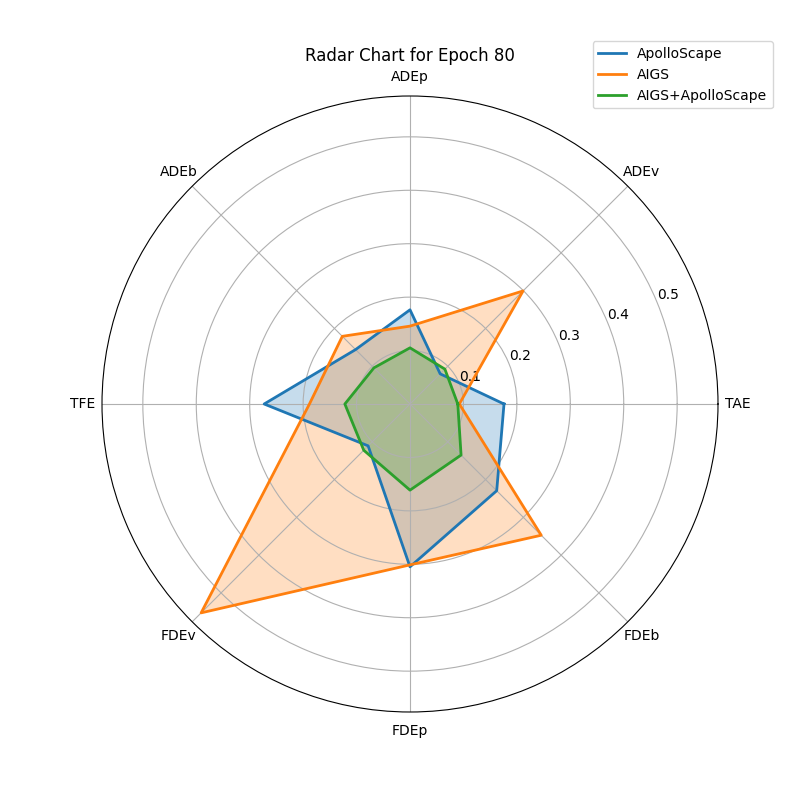 Radar Chart for Epoch 80
ApolloScape
AIGS
AIGS+ApolloScape
ADEp
ADEb
ADEv
0.5
0.4
0.3
0.2
0.1
TFE
TAE
FDEv
FDEb
FDEp